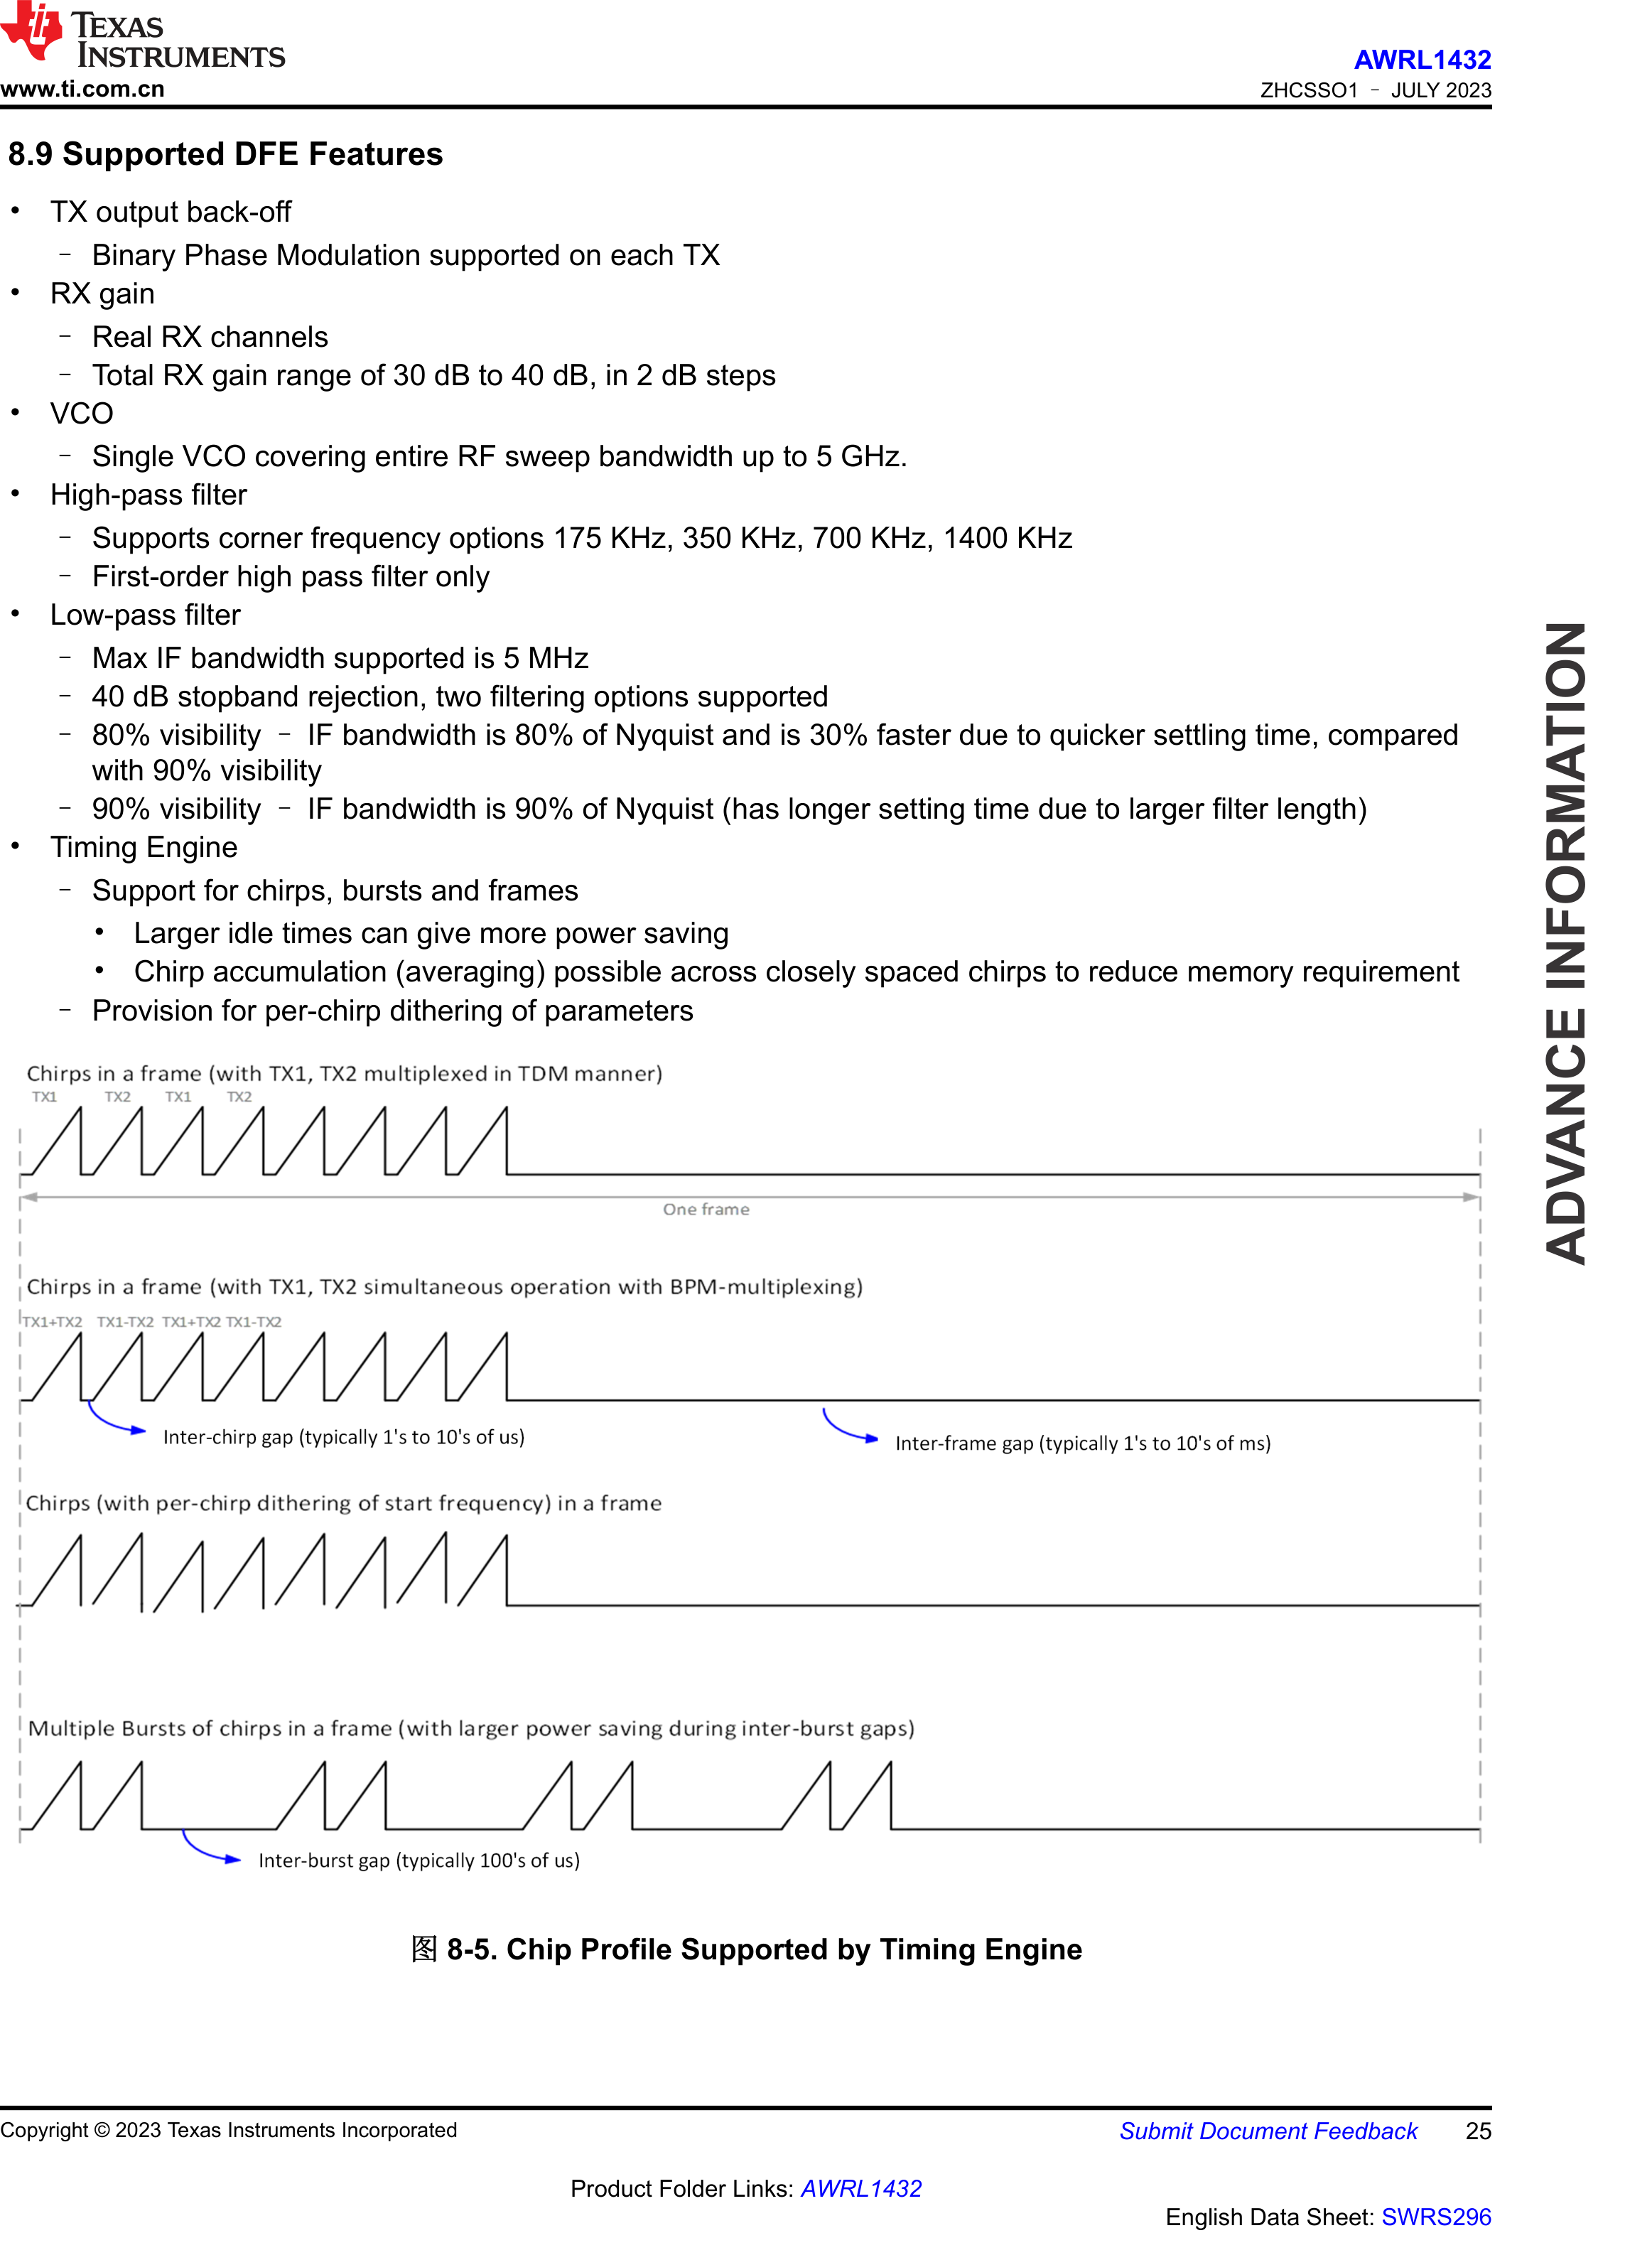 TEXAS
INSTRUMENTS
www.ti.com.cn
AWRL1432
ZHCSSO1 – JULY 2023
8.9 Supported DFE Features
• TX output back-off
– Binary Phase Modulation supported on each TX
• RX gain
– Real RX channels
– Total RX gain range of 30 dB to 40 dB, in 2 dB steps
• VCO
– Single VCO covering entire RF sweep bandwidth up to 5 GHz.
• High-pass filter
– Supports corner frequency options 175 KHz, 350 KHz, 700 KHz, 1400 KHz
– First-order high pass filter only
• Low-pass filter
– Max IF bandwidth supported is 5 MHz
– 40 dB stopband rejection, two filtering options supported
– 80% visibility – IF bandwidth is 80% of Nyquist and is 30% faster due to quicker settling time, compared
with 90% visibility
– 90% visibility – IF bandwidth is 90% of Nyquist (has longer setting time due to larger filter length)
• Timing Engine
– Support for chirps, bursts and frames
• Larger idle times can give more power saving
• Chirp accumulation (averaging) possible across closely spaced chirps to reduce memory requirement
– Provision for per-chirp dithering of parameters
Chirps in a frame (with TX1, TX2 multiplexed in TDM manner)
TX1 TX2 TX1 TX2
One frame
Chirps in a frame (with TX1, TX2 simultaneous operation with BPM-multiplexing)
TX1+TX2 TX1-TX2 TX1+TX2 TX1-TX2
Inter-chirp gap (typically 1's to 10's of us)
Inter-frame gap (typically 1's to 10's of ms)
Chirps (with per-chirp dithering of start frequency) in a frame
Multiple Bursts of chirps in a frame (with larger power saving during inter-burst gaps)
Inter-burst gap (typically 100's of us)
图 8-5. Chip Profile Supported by Timing Engine
ADVANCE INFORMATION
Copyright © 2023 Texas Instruments Incorporated
Submit Document Feedback 25
Product Folder Links: AWRL1432
English Data Sheet: SWRS296